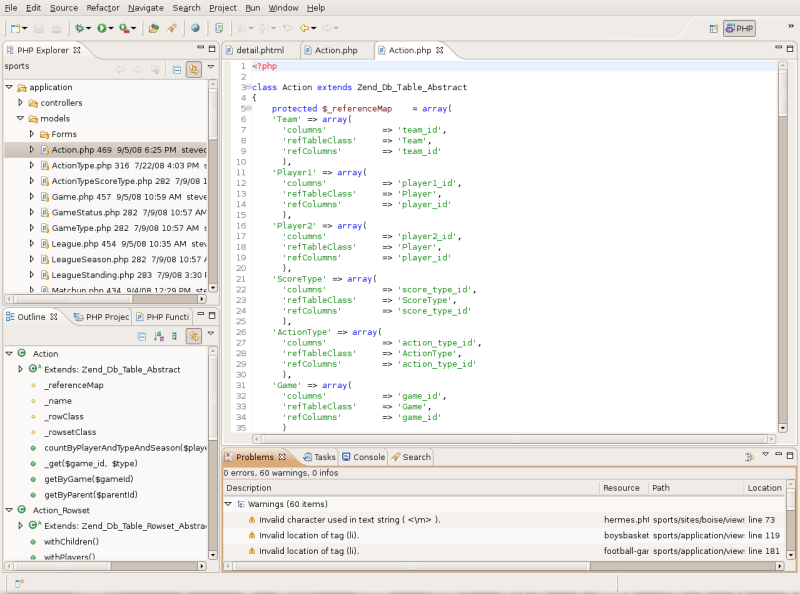 File Edit Source Refactor Navigate Search Project Run Window Help
PHP
PHP Explorer
sports
application
controllers
models
Forms
Action.php 469 9/5/08 6:25 PM steved
ActionType.php 316 7/22/08 4:03 PM s
ActionTypeScoreType.php 282 7/9/08 1
Game.php 457 9/5/08 10:59 AM steve
GameStatus.php 282 7/9/08 10:57 AM
GameType.php 282 7/9/08 10:57 AM
League.php 454 9/5/08 10:35 AM stev
LeagueSeason.php 282 7/9/08 10:57 A
LeagueStanding.php 283 7/9/08 3:30 P
Matchup.php 434 9/4/08 12:29 PM ste
Outline PHP Projec PHP Functi
Action
Extends: Zend_Db_Table_Abstract
_referenceMap
_name
_rowClass
_rowsetClass
countByPlayerAndTypeAndSeason($playe
_get($game_id, $type)
getByGame($gameId)
getByParent($parentId)
Action_Rowset
Extends: Zend_Db_Table_Rowset_Abstra
withChildren()
withPlayers()
detail.phtml Action.php Action.php
1 <?php
2
3 class Action extends Zend_Db_Table_Abstract
4 {
5 protected $_referenceMap = array(
6 'Team' => array(
7 'columns' => 'team_id',
8 'refTableClass' => 'Team',
9 'refColumns' => 'team_id'
10 ),
11 'Player1' => array(
12 'columns' => 'player1_id',
13 'refTableClass' => 'Player',
14 'refColumns' => 'player_id'
15 ),
16 'Player2' => array(
17 'columns' => 'player2_id',
18 'refTableClass' => 'Player',
19 'refColumns' => 'player_id'
20 ),
21 'ScoreType' => array(
22 'columns' => 'score_type_id',
23 'refTableClass' => 'ScoreType',
24 'refColumns' => 'score_type_id'
25 ),
26 'ActionType' => array(
27 'columns' => 'action_type_id',
28 'refTableClass' => 'ActionType',
29 'refColumns' => 'action_type_id'
30 ),
31 'Game' => array(
32 'columns' => 'game_id',
33 'refTableClass' => 'Game',
34 'refColumns' => 'game_id'
35 )
Problems Tasks Console Search
0 errors, 60 warnings, 0 infos
Description Resource Path Location
Warnings (60 items)
Invalid character used in text string ( <\m> ). hermes.pht sports/sites/boise/views line 73
Invalid location of tag (li). boysbasket sports/application/views line 119
Invalid location of tag (li). football-gar sports/application/views line 181